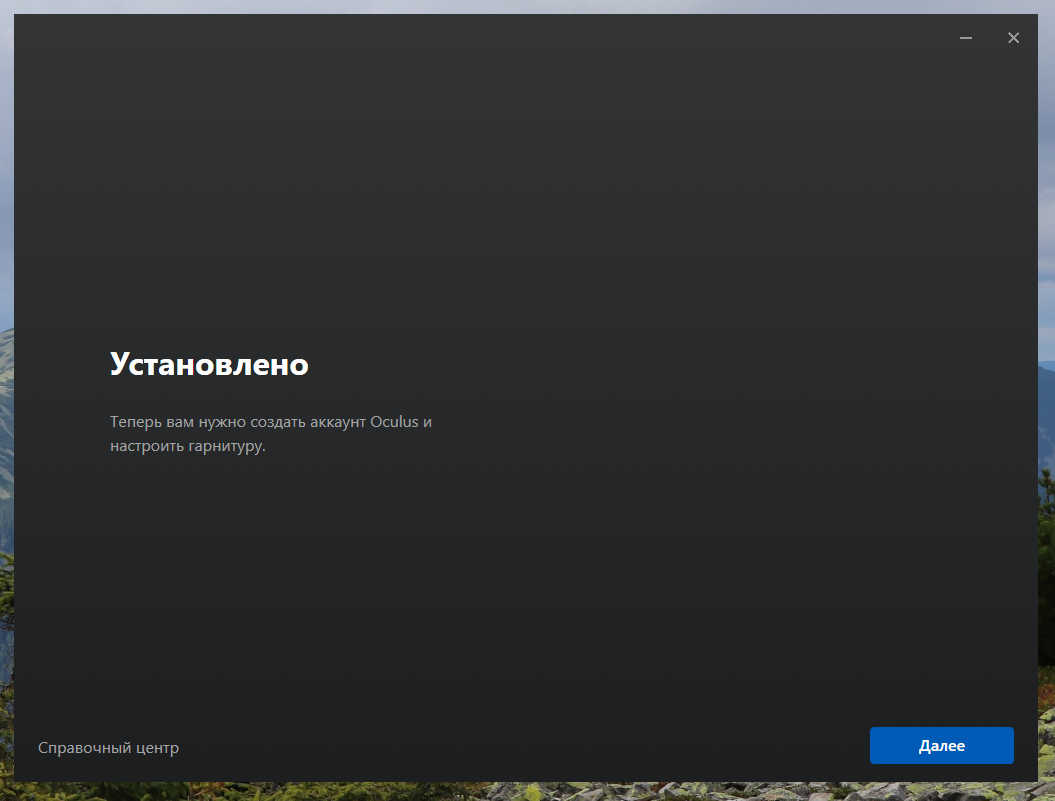 Установлено
Теперь вам нужно создать аккаунт Oculus и
настроить гарнитуру.
Справочный центр
Далее